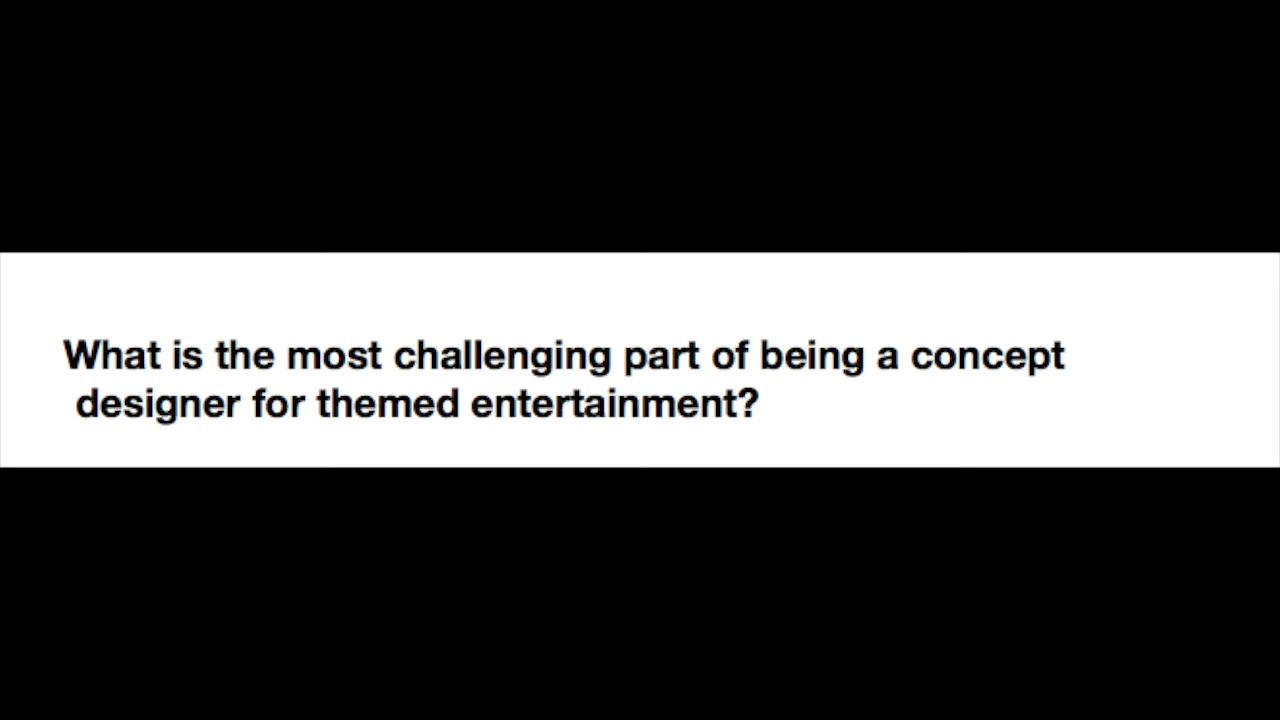 What is the most challenging part of being a concept
designer for themed entertainment?